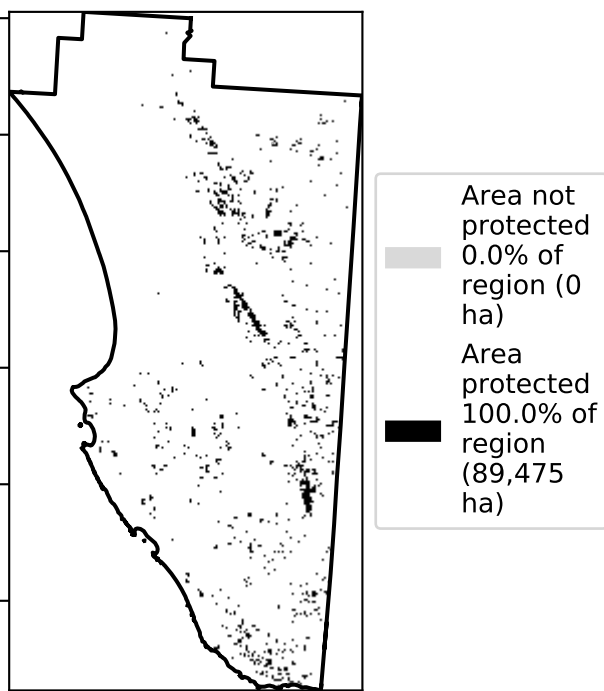 Area not
protected
0.0% of
region (0
ha)
Area
protected
100.0% of
region
(89,475
ha)